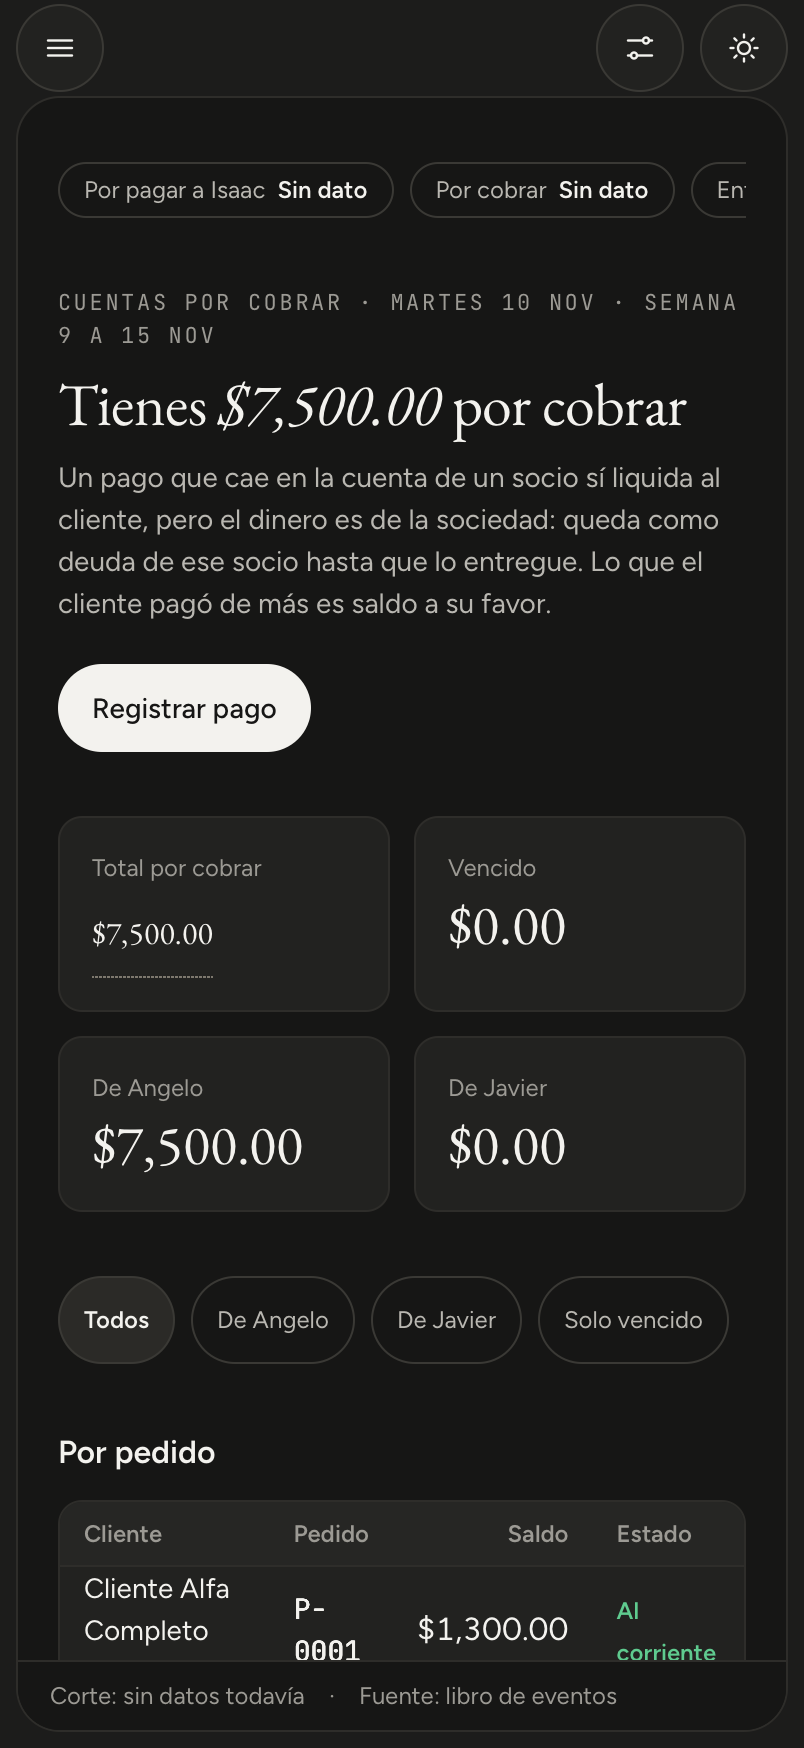 Por pagar a Isaac Sin dato
Por cobrar Sin dato
CUENTAS POR COBRAR · MARTES 10 NOV · SEMANA
9 A 15 NOV
Tienes $7,500.00 por cobrar
Un pago que cae en la cuenta de un socio sí liquida al
cliente, pero el dinero es de la sociedad: queda como
deuda de ese socio hasta que lo entregue. Lo que el
cliente pagó de más es saldo a su favor.
Registrar pago
Total por cobrar
$7,500.00
Vencido
$0.00
De Angelo
$7,500.00
De Javier
$0.00
Todos
De Angelo
De Javier
Solo vencido
Por pedido
Cliente Pedido Saldo Estado
Cliente Alfa
Completo
P-
0001
$1,300.00
Al
corriente
Corte: sin datos todavía · Fuente: libro de eventos